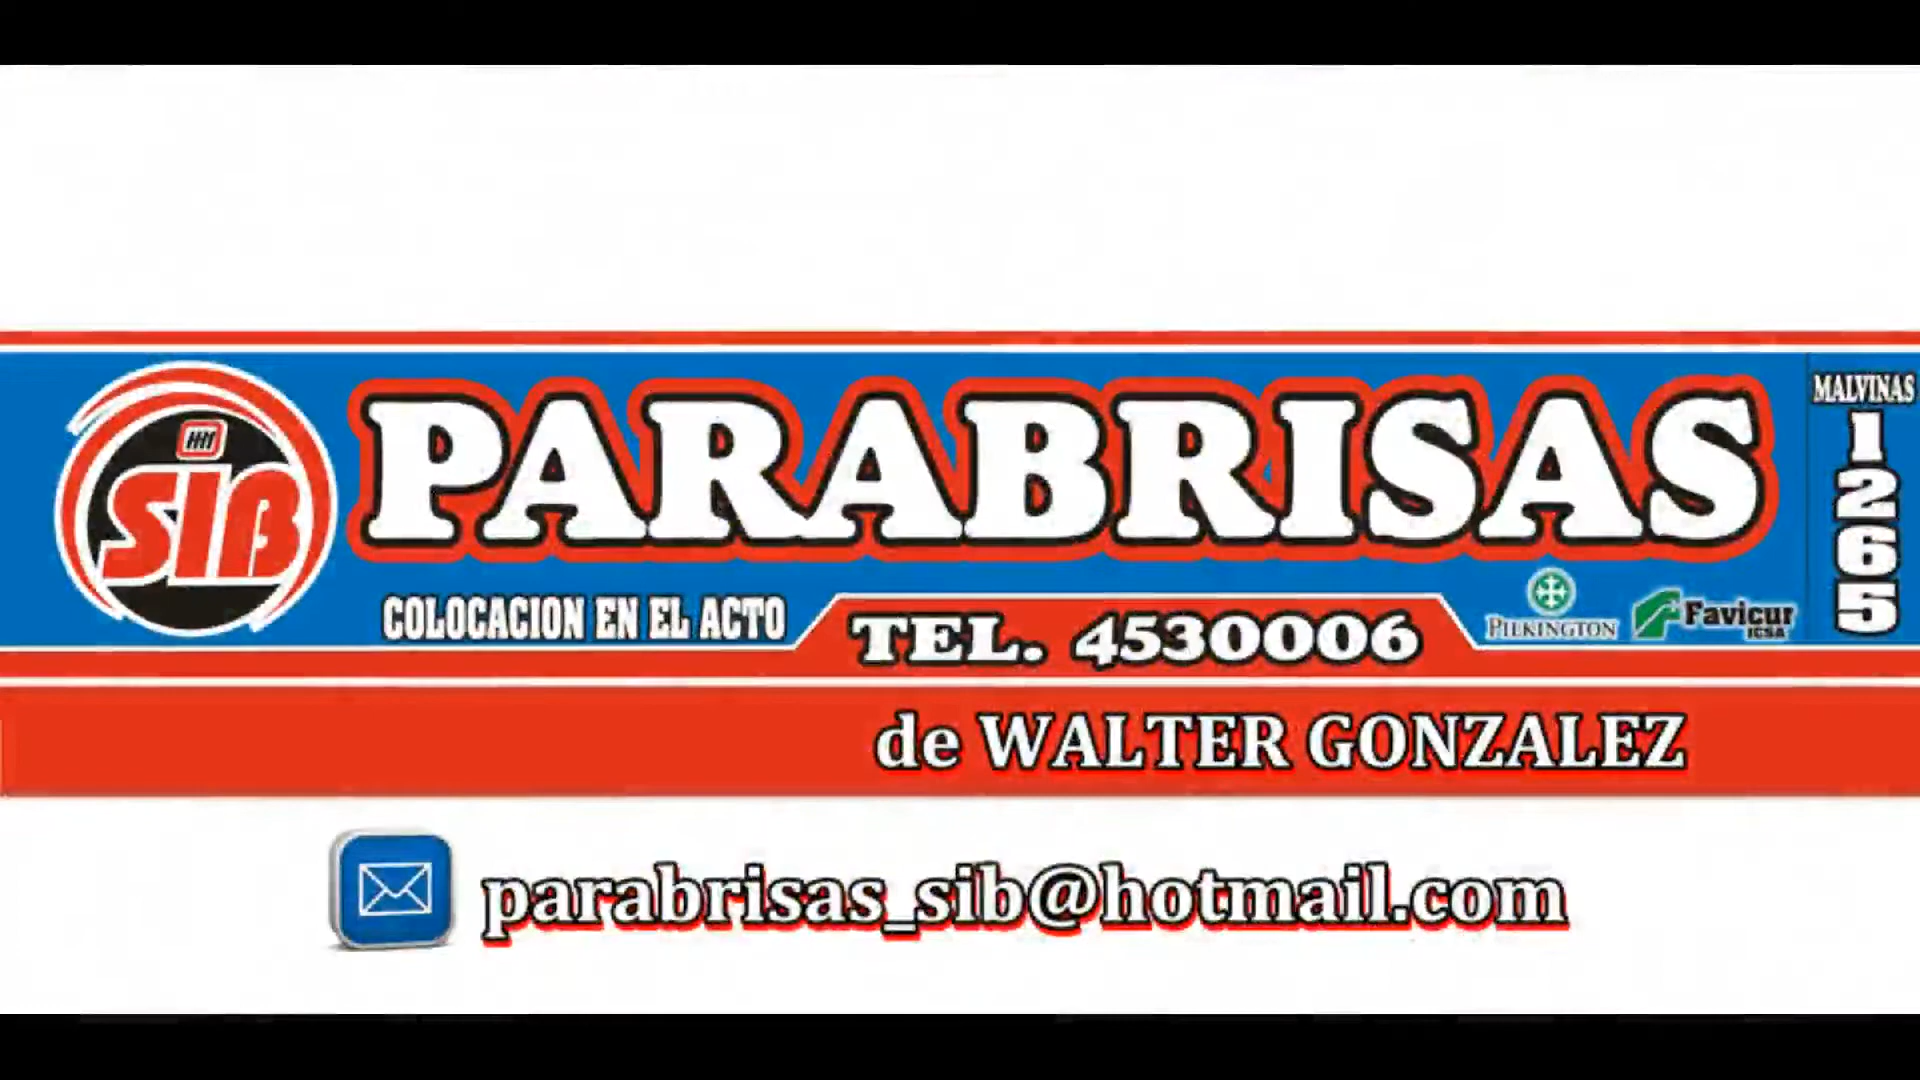 SIB
PARABRISAS
MALVINAS
1265
COLOCACION EN EL ACTO
TEL. 4530006
PILKINGTON
Favicur
ICSA
de WALTER GONZALEZ
parabrisas_sib@hotmail.com